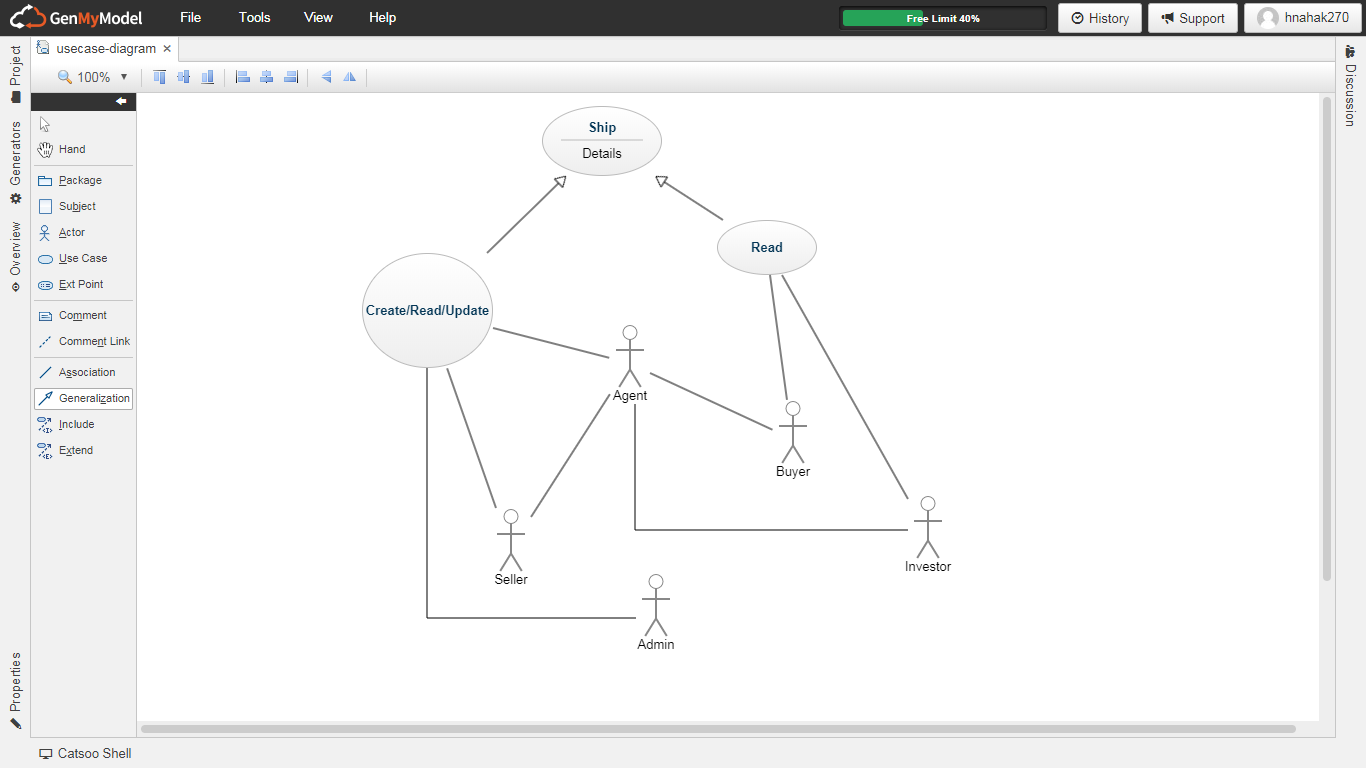 GenMyModel
File
Tools
View
Help
Free Limit 40%
History
Support
hnahak270
Project
Generators
Overview
Properties
usecase-diagram
100%
Hand
Package
Subject
Actor
Use Case
Ext Point
Comment
Comment Link
Association
Generalization
Include
Extend
Ship
Details
Read
Create/Read/Update
Agent
Buyer
Seller
Investor
Admin
Discussion
Catsoo Shell